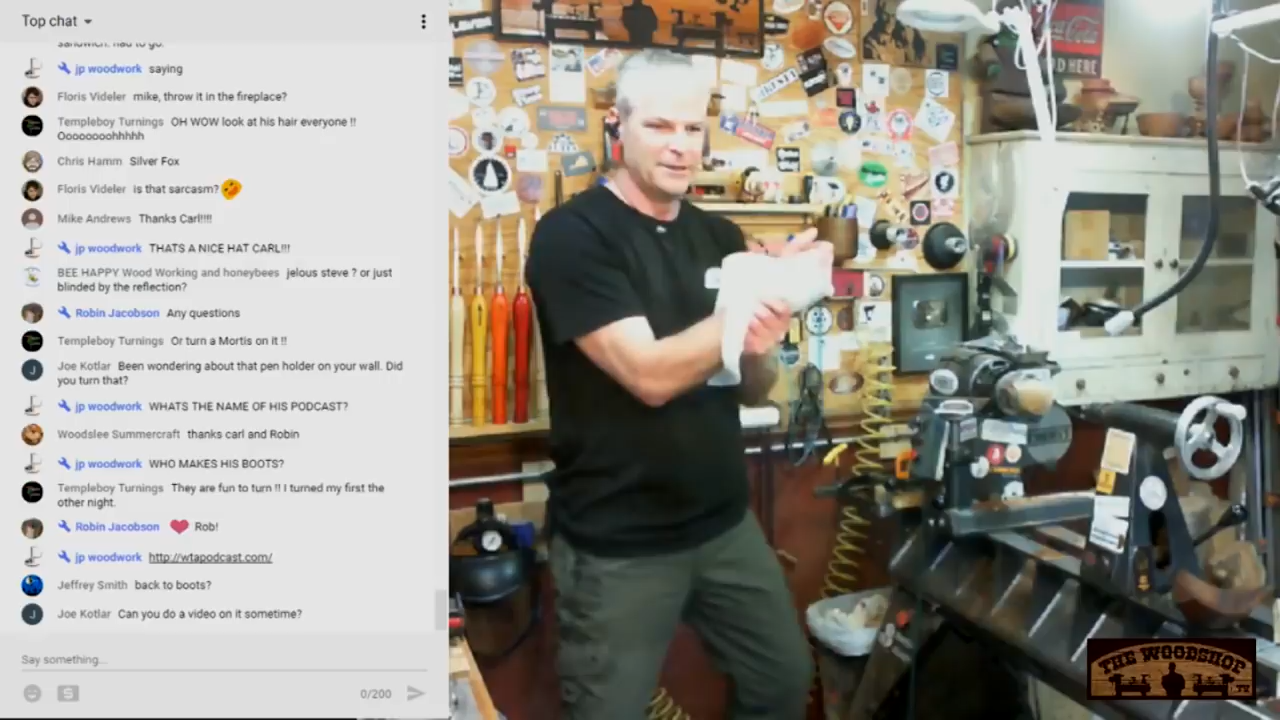 Top chat
sandwich. had to go.
jp woodwork saying
Floris Videler mike, throw it in the fireplace?
Templeboy Turnings OH WOW look at his hair everyone !!
Oooooooohhhhh
Chris Hamm Silver Fox
Floris Videler is that sarcasm?
Mike Andrews Thanks Carl!!!!
jp woodwork THATS A NICE HAT CARL!!!
BEE HAPPY Wood Working and honeybees jelous steve ? or just
blinded by the reflection?
Robin Jacobson Any questions
Templeboy Turnings Or turn a Mortis on it !!
Joe Kotlar Been wondering about that pen holder on your wall. Did
you turn that?
jp woodwork WHATS THE NAME OF HIS PODCAST?
Woodslee Summercraft thanks carl and Robin
jp woodwork WHO MAKES HIS BOOTS?
Templeboy Turnings They are fun to turn !! I turned my first the
other night.
Robin Jacobson Rob!
jp woodwork http://wtapodcast.com/
Jeffrey Smith back to boots?
J Joe Kotlar Can you do a video on it sometime?
Say something...
0/200
Coca-Cola
HERE
THE WOODSHOP